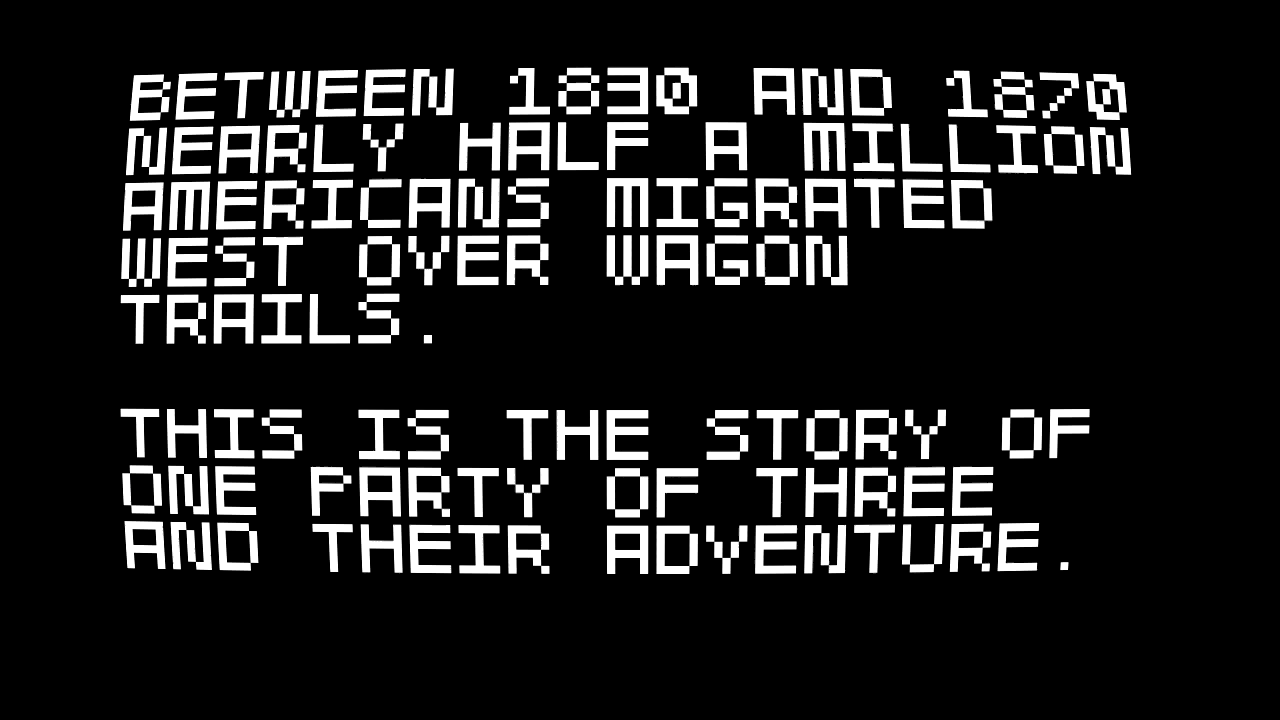 BETWEEN 1830 AND 1870
NEARLY HALF A MILLION
AMERICANS MIGRATED
WEST OVER WAGON
TRAILS.
THIS IS THE STORY OF
ONE PARTY OF THREE
AND THEIR ADVENTURE.